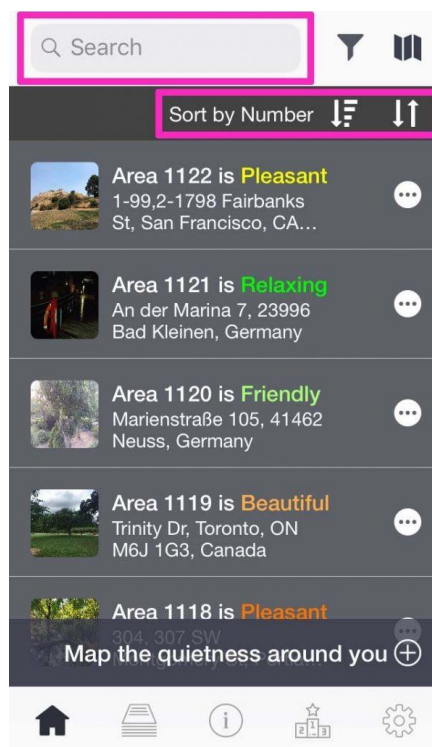 Search
Sort by Number
Area 1122 is Pleasant
1-99,2-1798 Fairbanks
St, San Francisco, CA...
Area 1121 is Relaxing
An der Marina 7, 23996
Bad Kleinen, Germany
Area 1120 is Friendly
Marienstraße 105, 41462
Neuss, Germany
Area 1119 is Beautiful
Trinity Dr, Toronto, ON
M6J 1G3, Canada
Area 1118 is Pleasant
304, 307 SW
Map the quietness around you